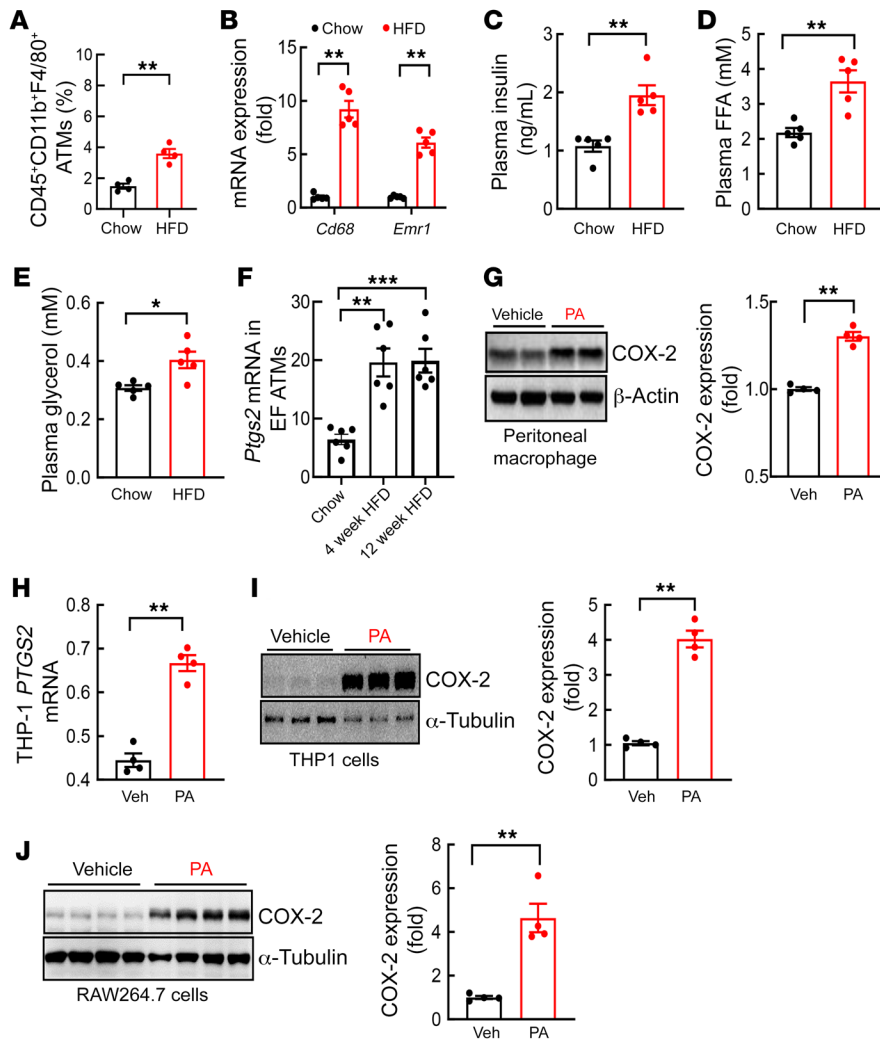 A
CD45+CD11b+F4/80+
ATMs (%)
12
10
8
6
4
2
0
**
Chow
HFD
B
Chow
HFD
mRNA expression
(fold)
15
10
5
0
**
**
Cd68
Emr1
C
Plasma insulin
(ng/mL)
3
2
1
0
**
Chow
HFD
D
Plasma FFA (mM)
5
4
3
2
1
0
**
Chow
HFD
E
Plasma glycerol (mM)
0.6
0.4
0.2
0.0
*
Chow
HFD
F
Ptgs2 mRNA in
EF ATMs
30
20
10
0
***
**
Chow
4 week HFD
12 week HFD
G
Vehicle
PA
COX-2
β-Actin
Peritoneal
macrophage
COX-2 expression
(fold)
1.5
1.0
0.5
**
Veh
PA
H
THP-1 PTGS2
mRNA
0.8
0.7
0.6
0.5
0.4
**
Veh
PA
I
Vehicle
PA
COX-2
α-Tubulin
THP1 cells
COX-2 expression
(fold)
5
4
3
2
1
0
**
Veh
PA
J
Vehicle
PA
COX-2
α-Tubulin
RAW264.7 cells
COX-2 expression
(fold)
8
6
4
2
0
**
Veh
PA